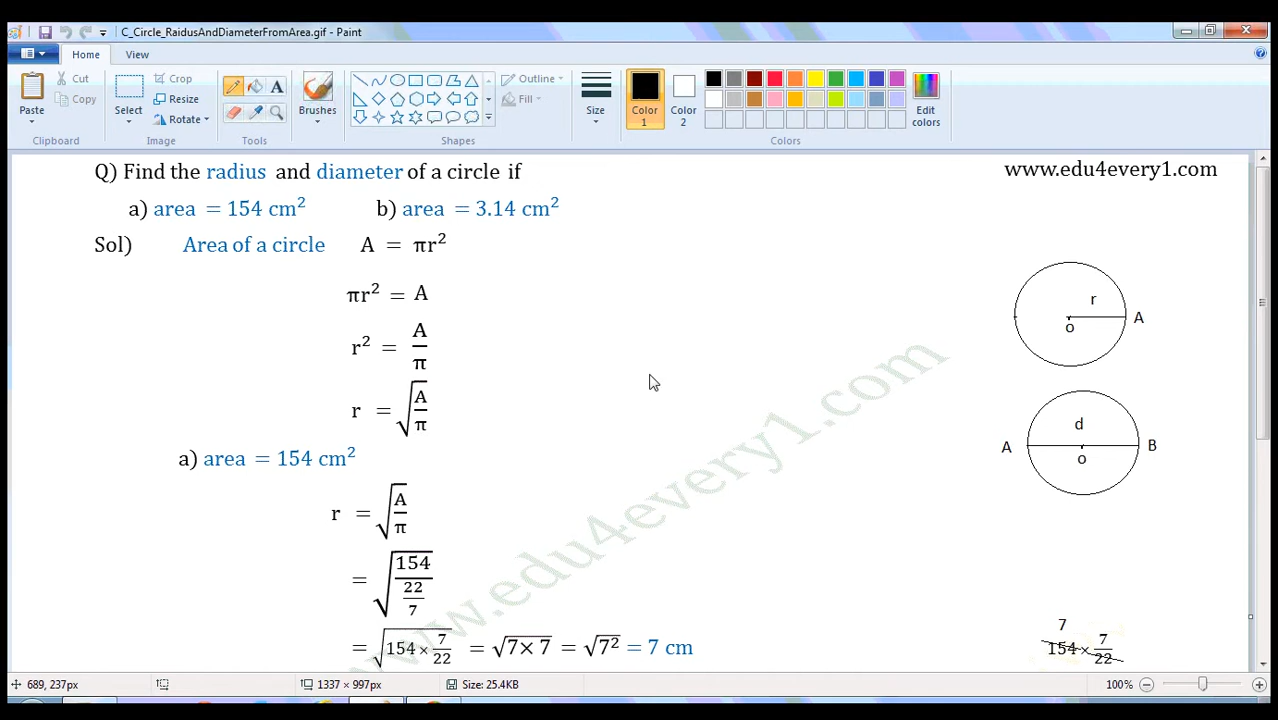 C_Circle_RaidusAndDiameterFromArea.gif - Paint
Home View
Paste
Cut
Copy
Clipboard
Select
Crop
Resize
Rotate
Image
A
Tools
Brushes
Outline
Fill
Shapes
Size
Color 1
Color 2
Edit colors
Colors
www.edu4every1.com
Q) Find the radius and diameter of a circle if
a) area = 154 cm² b) area = 3.14 cm²
Sol) Area of a circle A = πr²
πr² = A
r² = A/π
r = √(A/π)
a) area = 154 cm²
r = √(A/π)
= √(154/(22/7))
= √(154 × 7/22) = √(7 × 7) = √7² = 7 cm
r
o
A
d
A B
o
7
154 × 7/22
www.edu4every1.com
689, 237px
1337 × 997px
Size: 25.4KB
100%